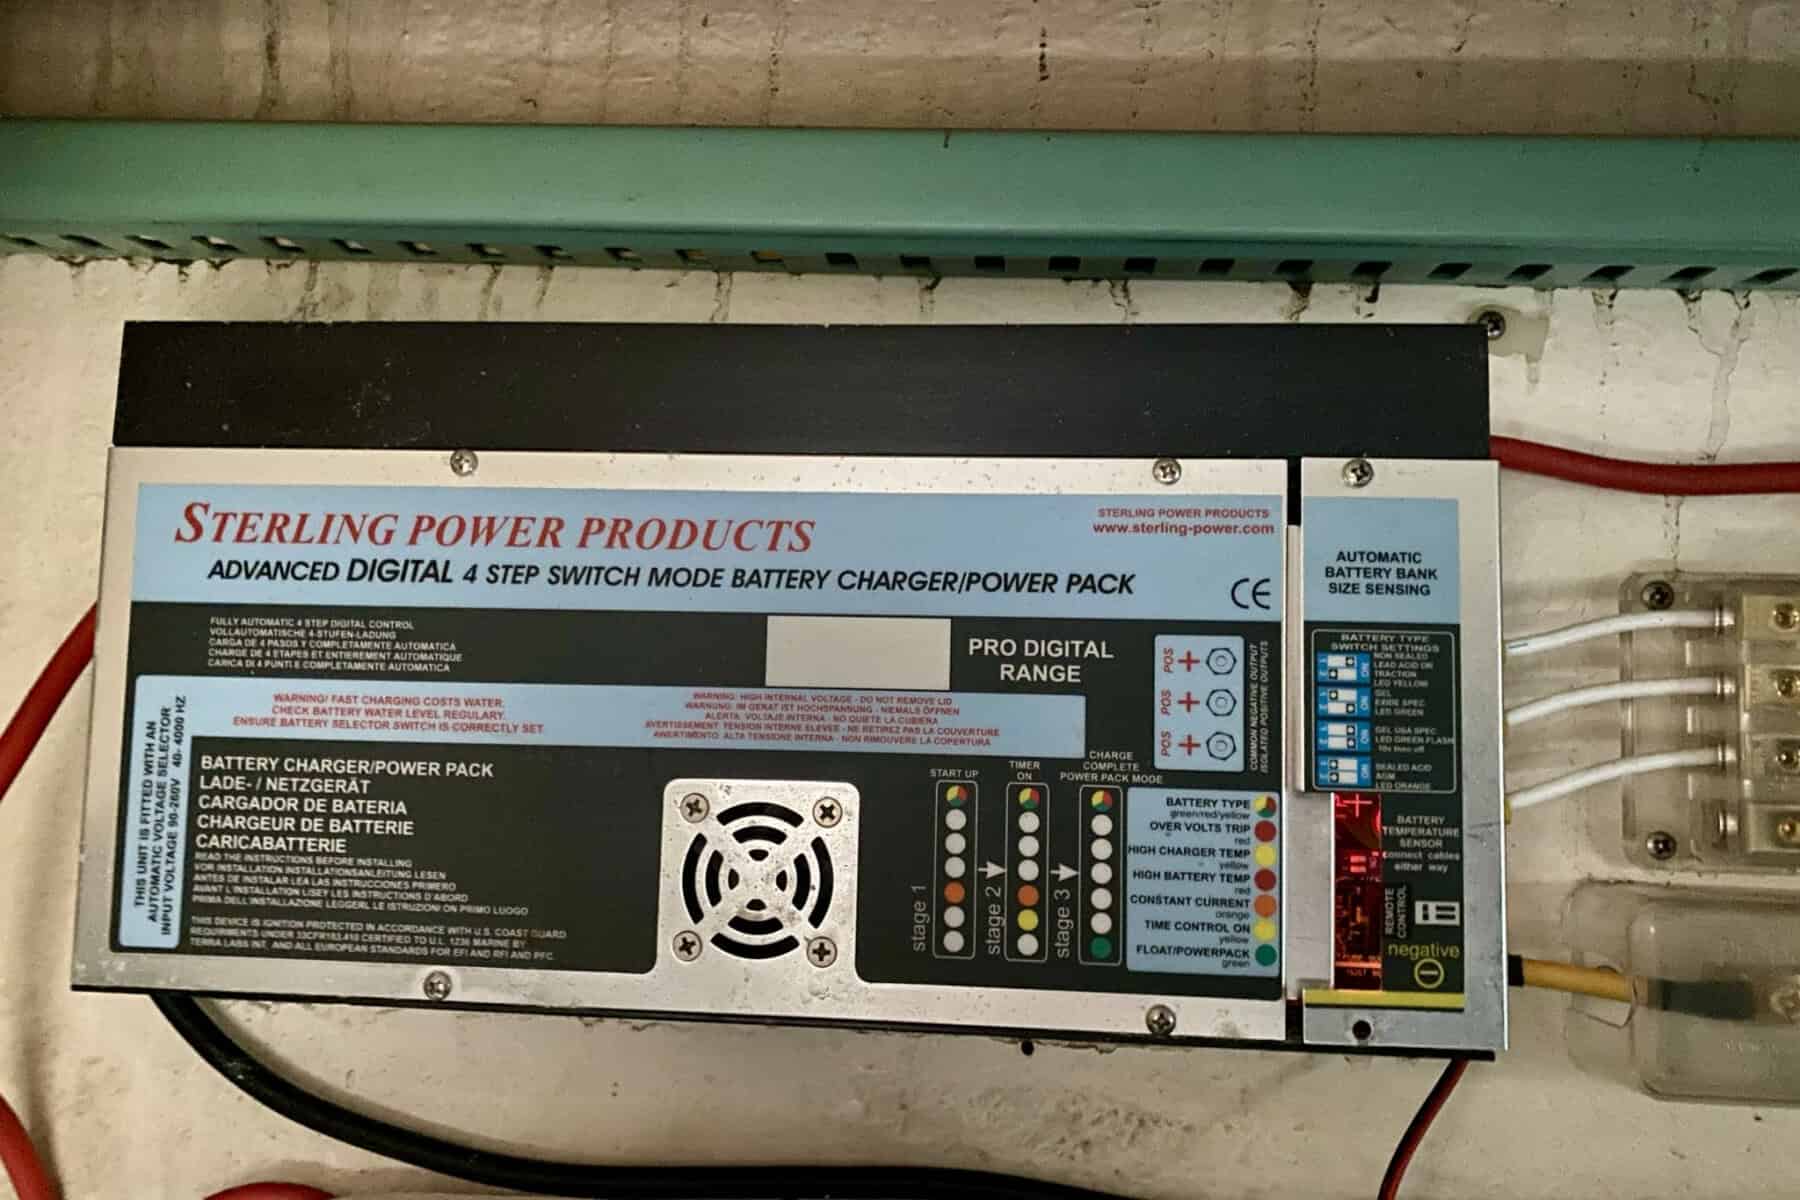 STERLING POWER PRODUCTS
ADVANCED DIGITAL 4 STEP SWITCH MODE BATTERY CHARGER/POWER PACK
STERLING POWER PRODUCTS
www.sterling-power.com
CE
FULLY AUTOMATIC 4 STEP DIGITAL CONTROL
VOLLAUTOMATISCHE 4-STUFEN-LADUNG
CARGA DE 4 PASOS Y COMPLETAMENTE AUTOMATICA
CHARGE DE 4 ETAPES ET ENTIEREMENT AUTOMATIQUE
CARICA DI 4 PUNTI E COMPLETAMENTE AUTOMATICA
PRO DIGITAL
RANGE
POS +
POS +
POS +
COMMON NEGATIVE OUTPUT
ISOLATED POSITIVE OUTPUTS
THIS UNIT IS FITTED WITH AN
AUTOMATIC VOLTAGE SELECTOR
INPUT VOLTAGE 90-260V 40-400 HZ
WARNING! FAST CHARGING COSTS WATER.
CHECK BATTERY WATER LEVEL REGULARY.
ENSURE BATTERY SELECTOR SWITCH IS CORRECTLY SET
WARNING: HIGH INTERNAL VOLTAGE - DO NOT REMOVE LID
WARNUNG: IM GERAT IST HOCHSPANNUNG - NIEMALS ÖFFNEN
ALERTA: VOLTAJE INTERNA - NO QUIETE LA CUBIERA
AVERTISSEMENT: TENSION INTERNE ELEVEE - NE RETIREZ PAS LA COUVERTURE
AVERTIMENTO: ALTA TENSIONE INTERNA - NON RIMOUVERE LA COPERTURA
BATTERY CHARGER/POWER PACK
LADE- / NETZGERÄT
CARGADOR DE BATERIA
CHARGEUR DE BATTERIE
CARICABATTERIE
READ THE INSTRUCTIONS BEFORE INSTALLING
VOR INSTALLATION INSTALLATIONSANLEITUNG LESEN
ANTES DE INSTALAR LEA LAS INSTRUCCIONES PRIMERO
AVANT L'INSTALLATION LISEY LES INSTRUCTIONS D'ABORD
PRIMA DELL'INSTALLAZIONE LEGGERL LE ISTRUZIONI ON PRIMO LUOGO
THIS DEVICE IS IGNITION PROTECTED IN ACCORDANCE WITH U.S. COAST GUARD
REQUIREMENTS UNDER 33CFR183.410 CERTIFIED TO U.L. 1236 MARINE BY
TERRA LABS INT. AND ALL EUROPEAN STANDARDS FOR EFI AND RFI AND PFC.
START UP
TIMER
ON
CHARGE
COMPLETE
POWER PACK MODE
stage 1
stage 2
stage 3
BATTERY TYPE
green/red/yellow
OVER VOLTS TRIP
red
HIGH CHARGER TEMP
yellow
HIGH BATTERY TEMP
red
CONSTANT CURRENT
orange
TIME CONTROL ON
yellow
FLOAT/POWERPACK
green
AUTOMATIC
BATTERY BANK
SIZE SENSING
BATTERY TYPE
SWITCH SETTINGS
NON SEALED
LEAD ACID ON
TRACTION
LED YELLOW
GEL
EXIDE SPEC
LED GREEN
GEL USA SPEC
LED GREEN FLASH
SEALED ACID
AGM
LED ORANGE
ON
ON
ON
ON
BATTERY
TEMPERATURE
SENSOR
connect cables
either way
REMOTE
CONTROL
negative